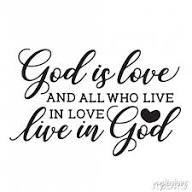 God is love
AND ALL WHO LIVE
IN LOVE
live in God